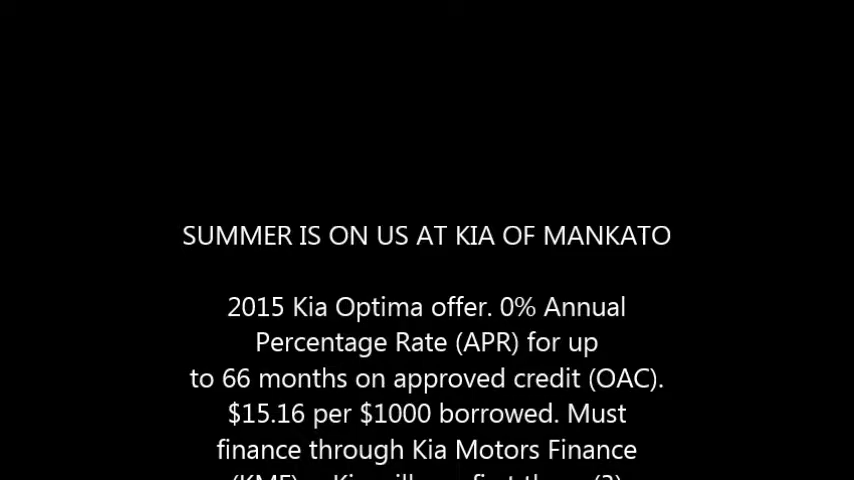 SUMMER IS ON US AT KIA OF MANKATO
2015 Kia Optima offer. 0% Annual
Percentage Rate (APR) for up
to 66 months on approved credit (OAC).
$15.16 per $1000 borrowed. Must
finance through Kia Motors Finance